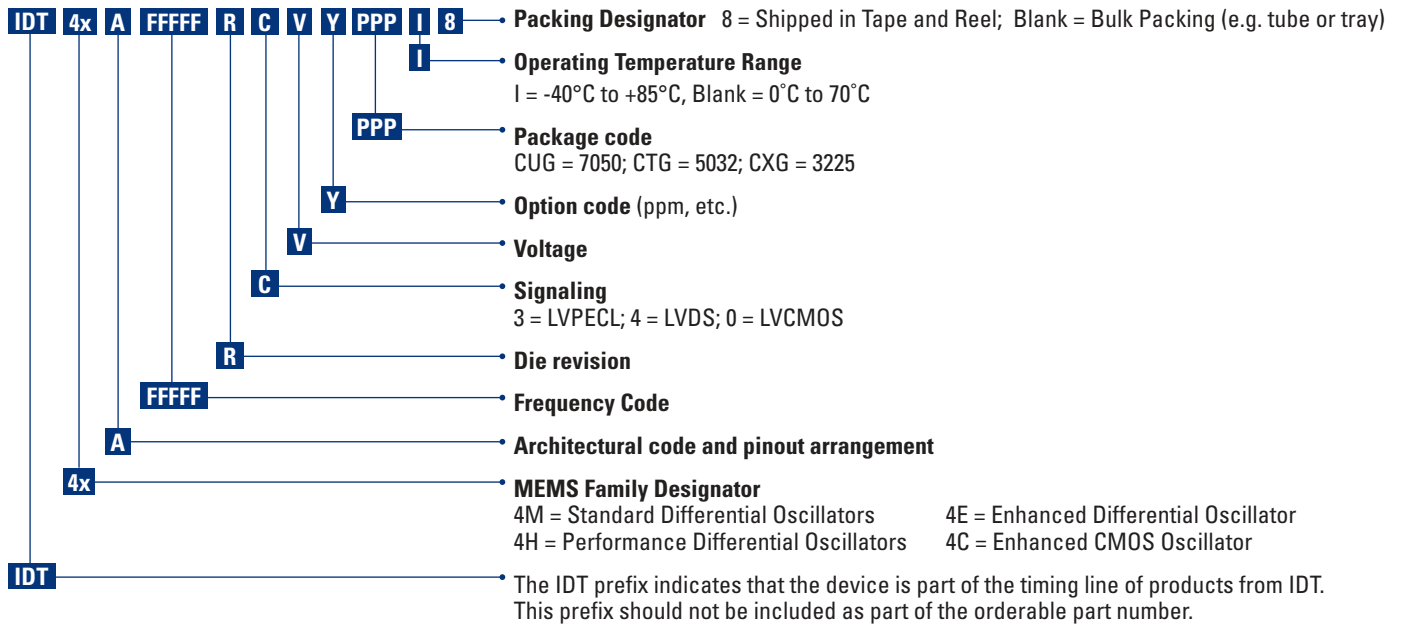 IDT 4x A FFFFF R C V Y PPP I 8 Packing Designator 8 = Shipped in Tape and Reel; Blank = Bulk Packing (e.g. tube or tray)
I Operating Temperature Range
I = -40°C to +85°C, Blank = 0˚C to 70˚C
PPP Package code
CUG = 7050; CTG = 5032; CXG = 3225
Y Option code (ppm, etc.)
V Voltage
C Signaling
3 = LVPECL; 4 = LVDS; 0 = LVCMOS
R Die revision
FFFFF Frequency Code
A Architectural code and pinout arrangement
4x MEMS Family Designator
4M = Standard Differential Oscillators 4E = Enhanced Differential Oscillator
4H = Performance Differential Oscillators 4C = Enhanced CMOS Oscillator
IDT The IDT prefix indicates that the device is part of the timing line of products from IDT.
This prefix should not be included as part of the orderable part number.